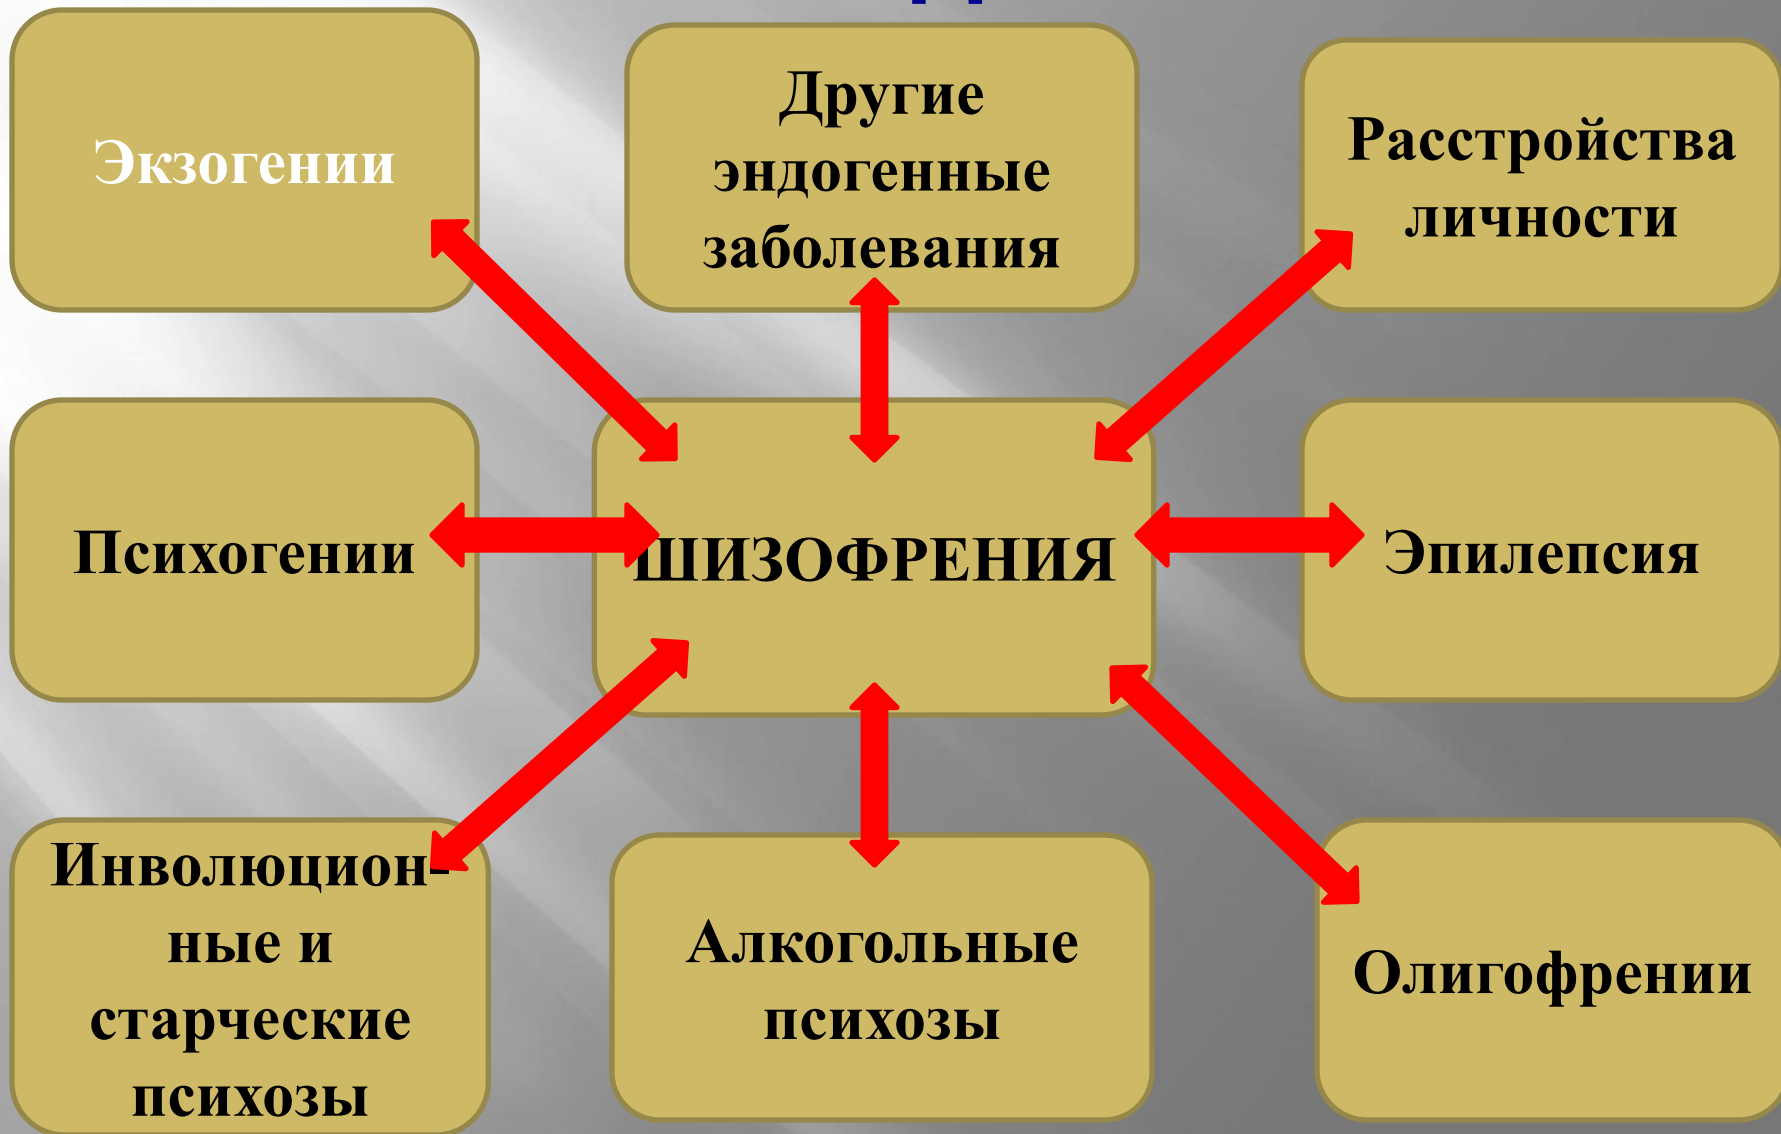 Экзогении
Другие
эндогенные
заболевания
Расстройства
личности
Психогении
ШИЗОФРЕНИЯ
Эпилепсия
Инволюцион-
ные и
старческие
психозы
Алкогольные
психозы
Олигофрении